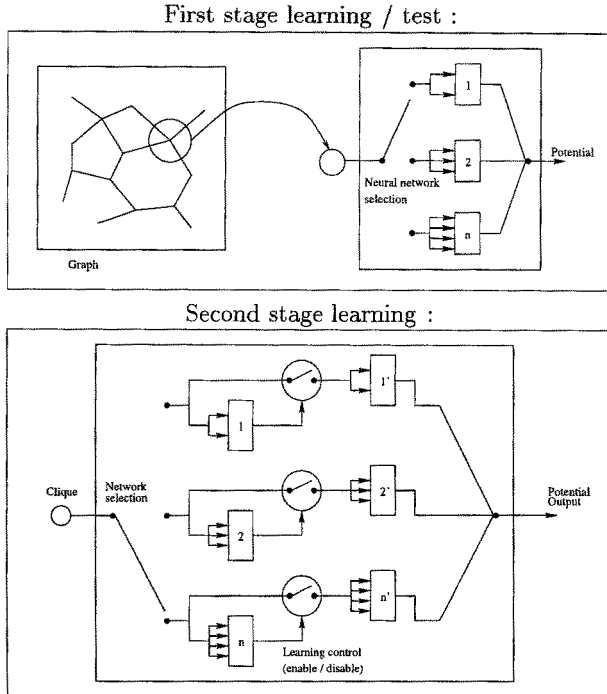 First stage learning / test :
1
2
n
Neural network
selection
Potential
Graph
Second stage learning :
1
1'
2
2'
n
n'
Clique
Network
selection
Potential
Output
Learning control
(enable / disable)